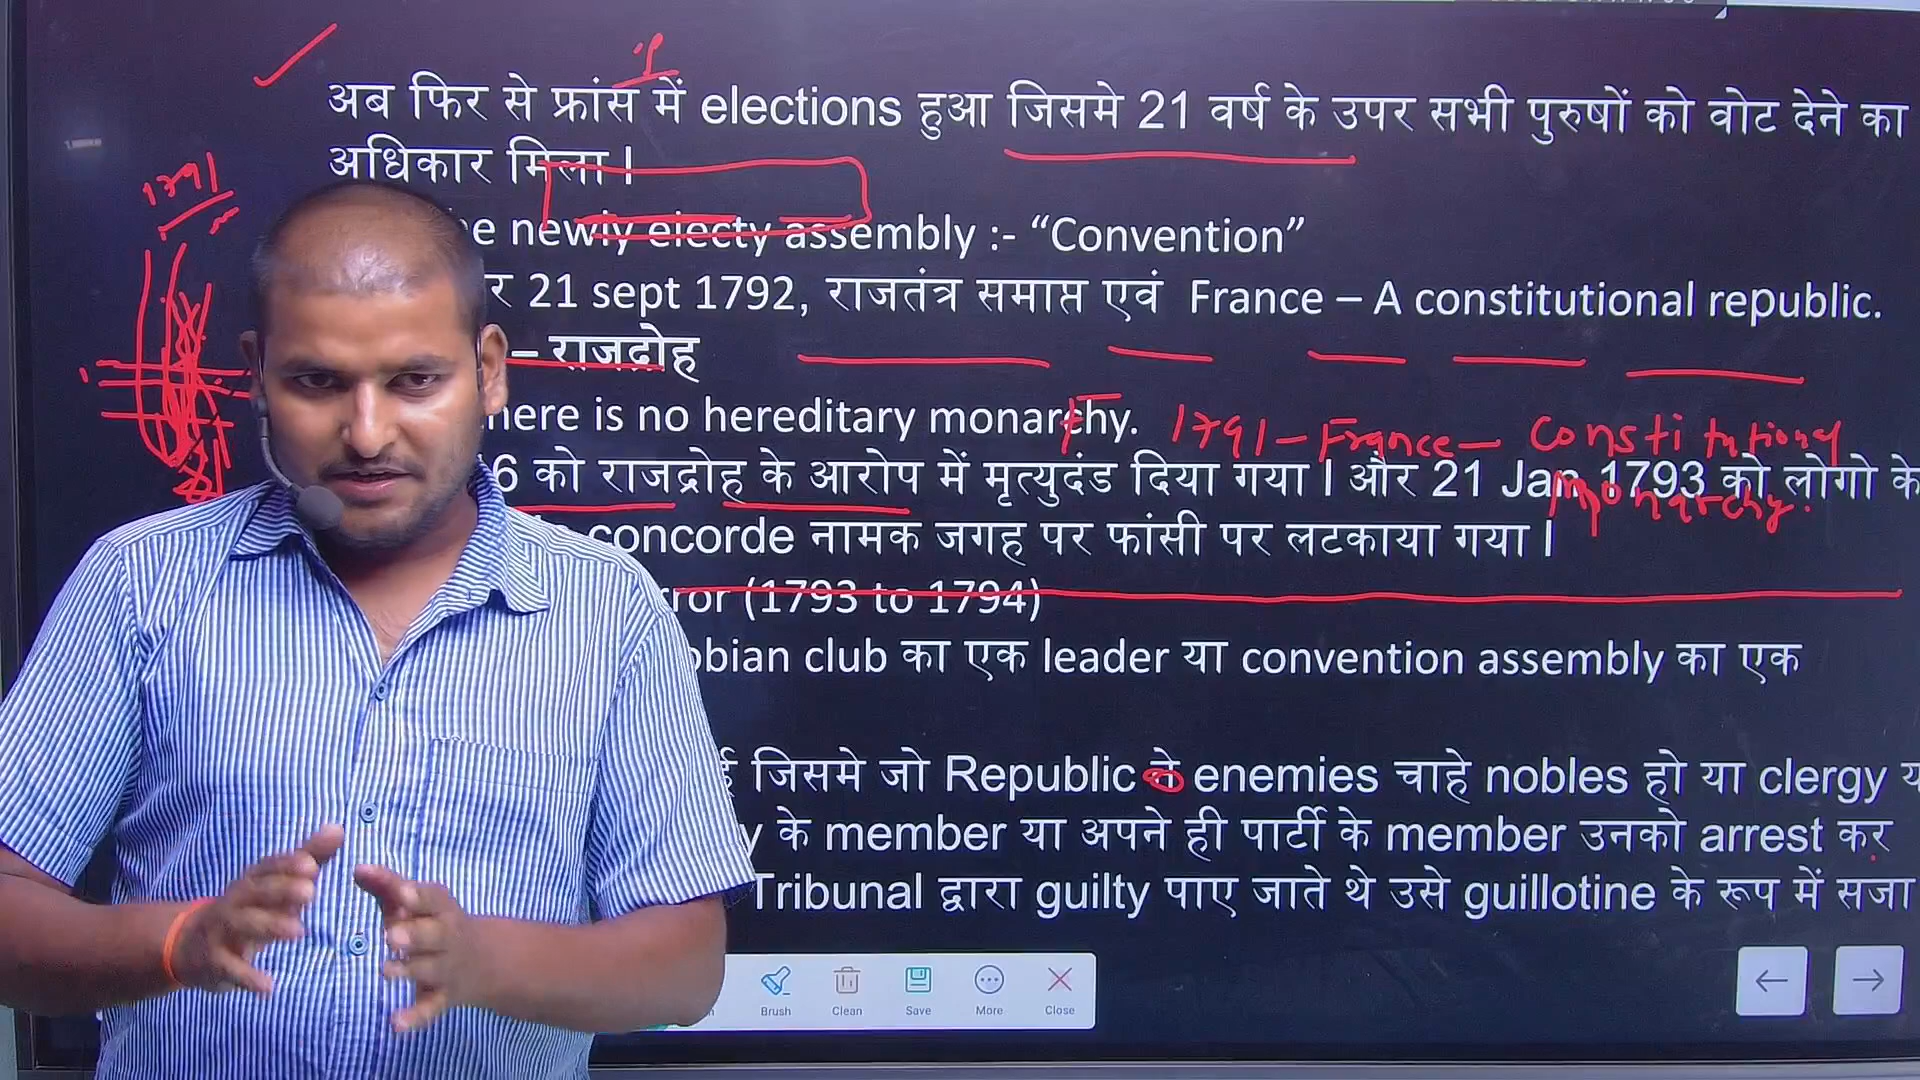 अब फिर से फ्रांस में elections हुआ जिसमे 21 वर्ष के उपर सभी पुरुषों को वोट देने का
अधिकार मिला ।
1791
newly electy assembly :- “Convention”
21 sept 1792, राजतंत्र समाप्त एवं France – A constitutional republic.
– राजद्रोह
here is no hereditary monarchy.
1791 – France – Constitutional
monarchy.
6 को राजद्रोह के आरोप में मृत्युदंड दिया गया । और 21 Jan 1793 को लोगो के
concorde नामक जगह पर फांसी पर लटकाया गया ।
rror (1793 to 1794)
obian club का एक leader या convention assembly का एक
जिसमे जो Republic के enemies चाहे nobles हो या clergy य
y के member या अपने ही पार्टी के member उनको arrest कर
Tribunal द्वारा guilty पाए जाते थे उसे guillotine के रूप में सजा
Brush Clean Save More Close